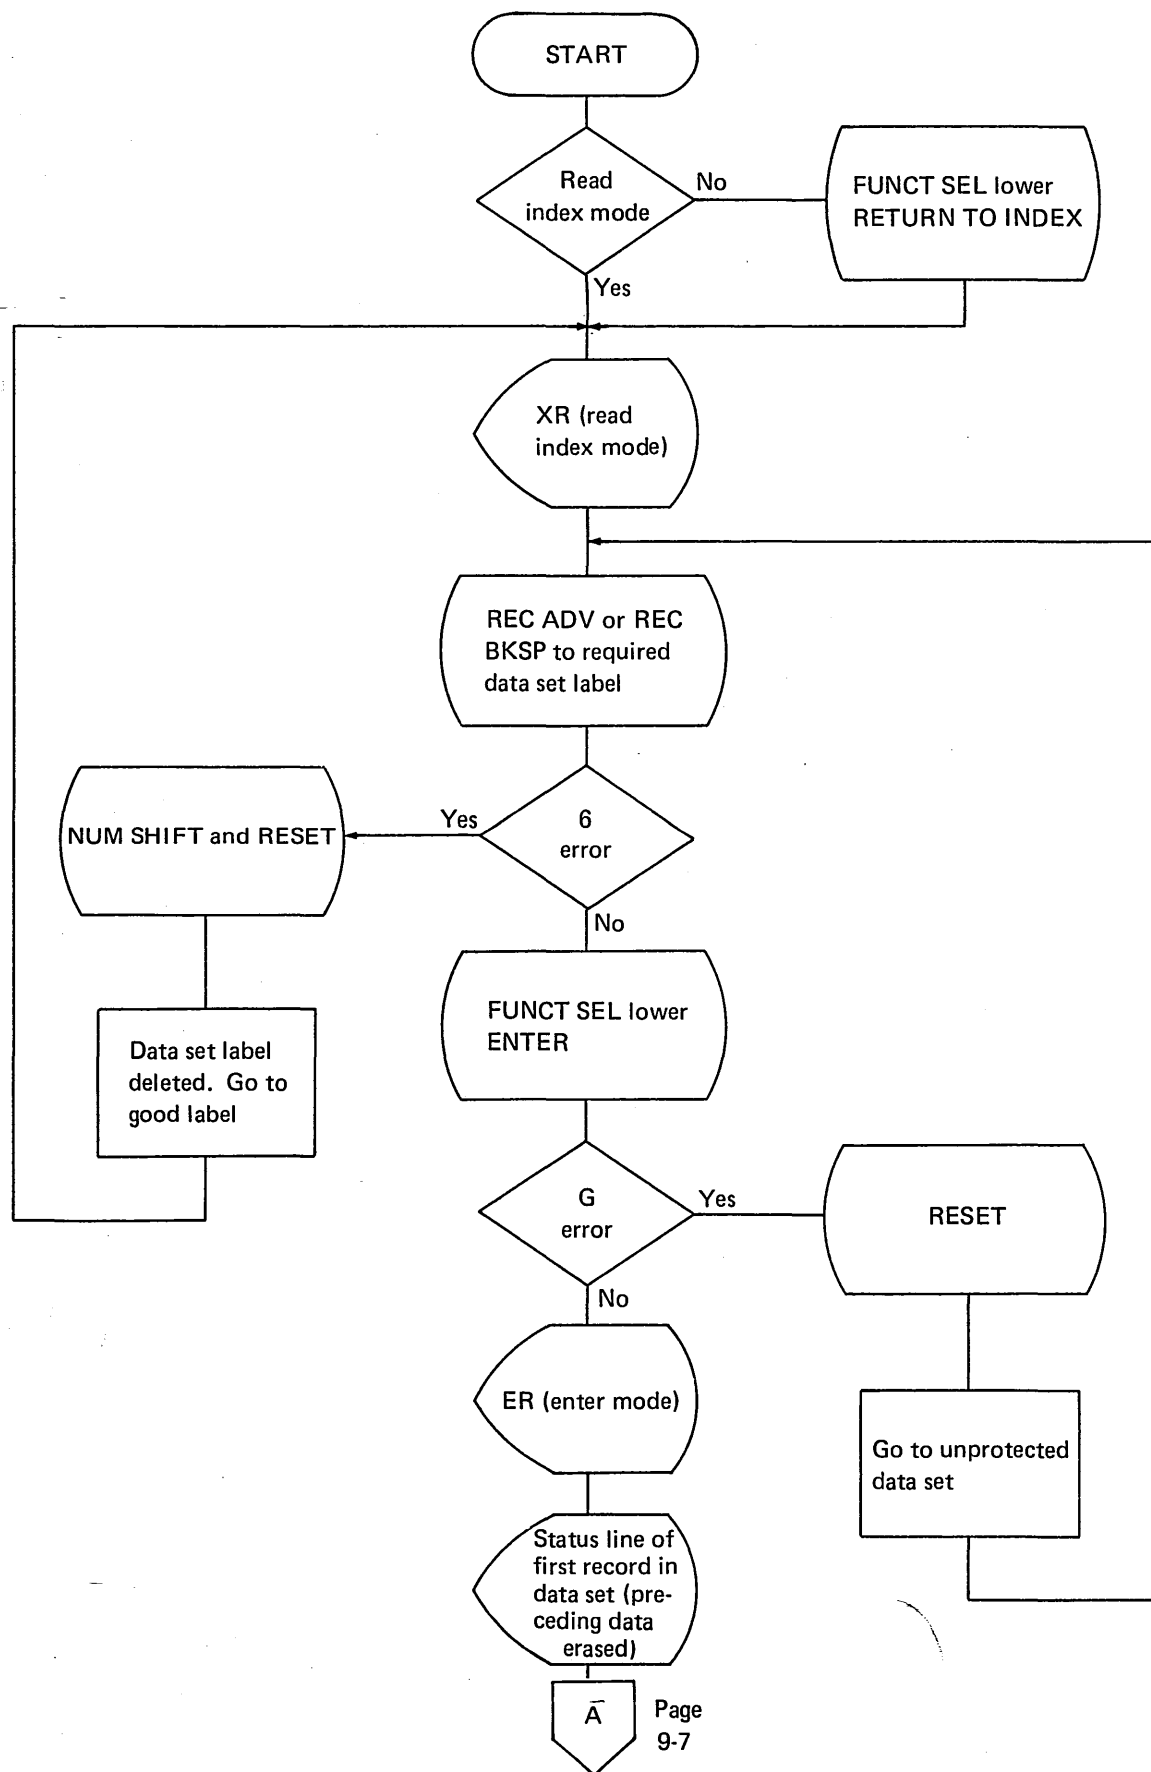 START
Read
index mode
No
FUNCT SEL lower
RETURN TO INDEX
Yes
XR (read
index mode)
REC ADV or REC
BKSP to required
data set label
6
error
Yes
NUM SHIFT and RESET
No
FUNCT SEL lower
ENTER
Data set label
deleted. Go to
good label
G
error
Yes
RESET
No
ER (enter mode)
Go to unprotected
data set
Status line of
first record in
data set (pre-
ceding data
erased)
A
Page
9-7